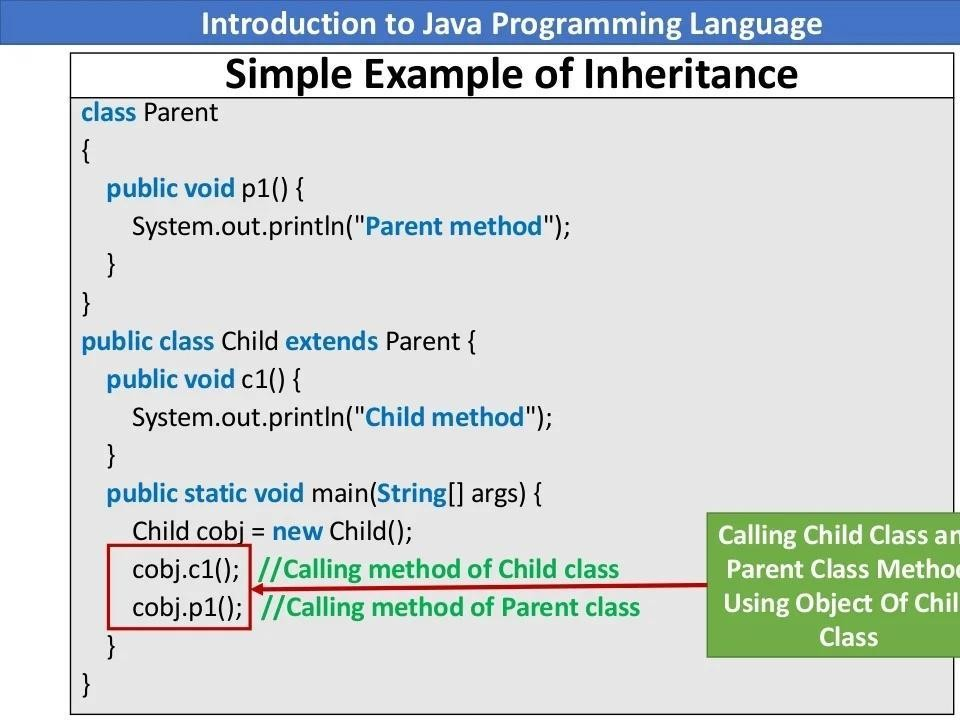 Introduction to Java Programming Language
Simple Example of Inheritance
class Parent
{
public void p1() {
System.out.println("Parent method");
}
}
public class Child extends Parent {
public void c1() {
System.out.println("Child method");
}
public static void main(String[] args) {
Child cobj = new Child();
cobj.c1(); //Calling method of Child class
cobj.p1(); //Calling method of Parent class
}
}
Calling Child Class an
Parent Class Metho
Using Object Of Chil
Class